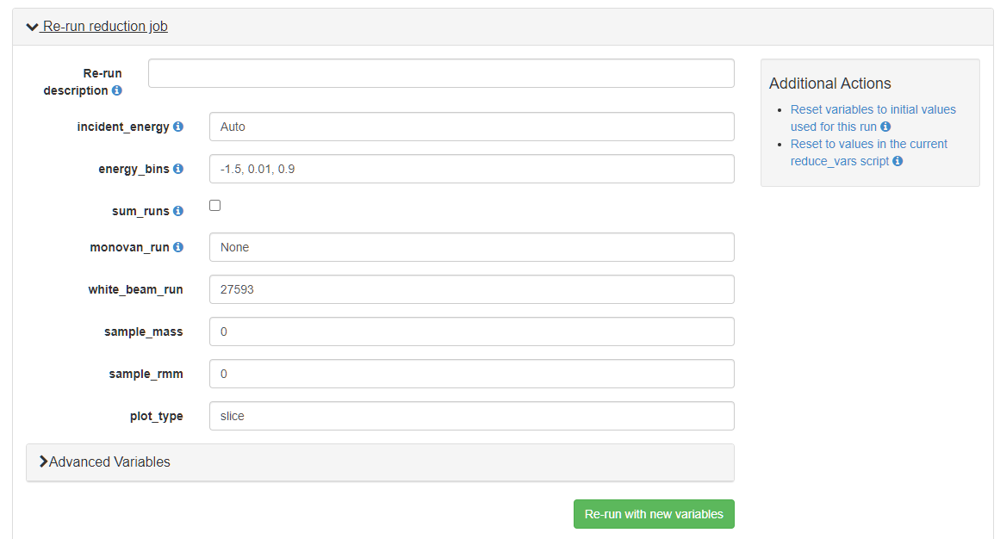 Re-run reduction job
Re-run
description
incident_energy
Auto
energy_bins
-1.5, 0.01, 0.9
sum_runs
monovan_run
None
white_beam_run
27593
sample_mass
0
sample_rmm
0
plot_type
slice
Advanced Variables
Re-run with new variables
Additional Actions
Reset variables to initial values
used for this run
Reset to values in the current
reduce_vars script